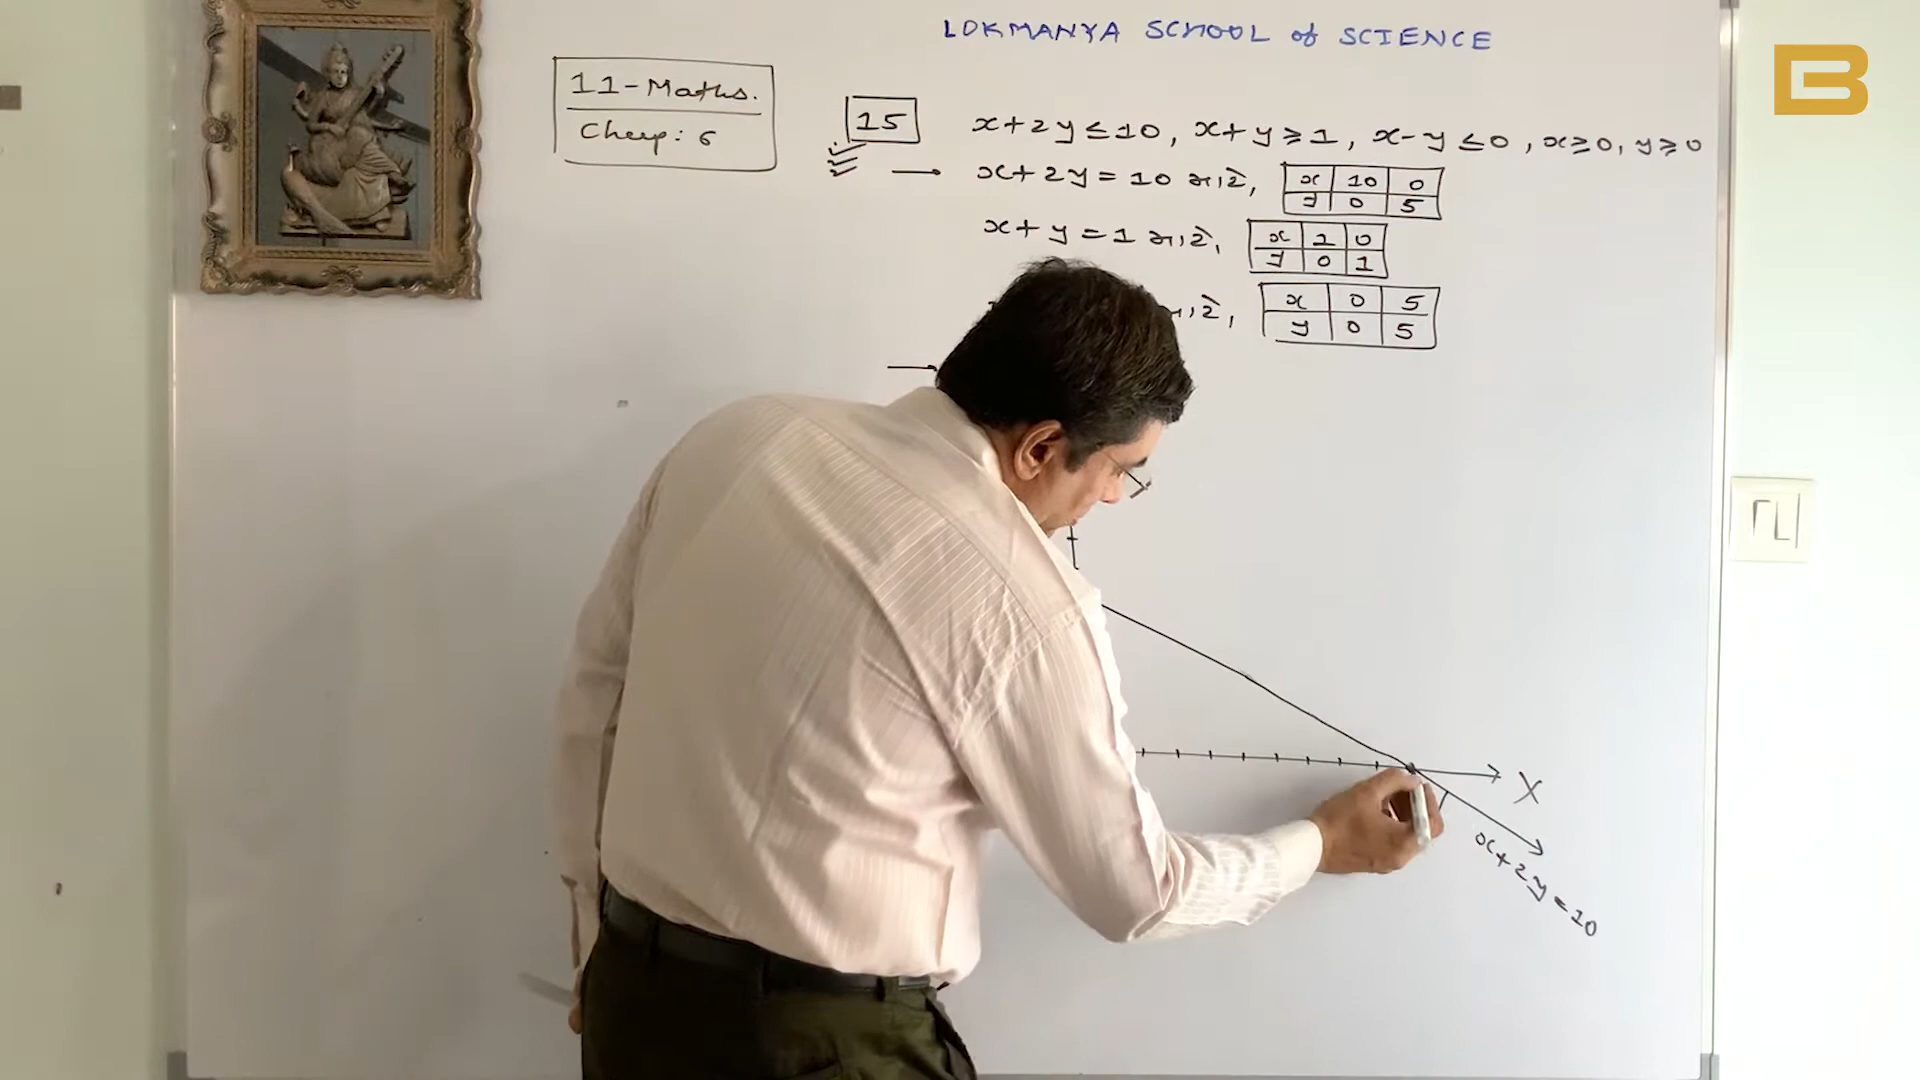 LOKMANYA SCHOOL of SCIENCE
11-Maths.
Chap: 6
15
x+2y≤10, x+y≥1, x-y≤0, x≥0, y≥0
x+2y=10 માટે,
x 10 0
y 0 5
x+y=1 માટે,
x 1 0
y 0 1
માટે,
x 0 5
y 0 5
X
x+2y=10